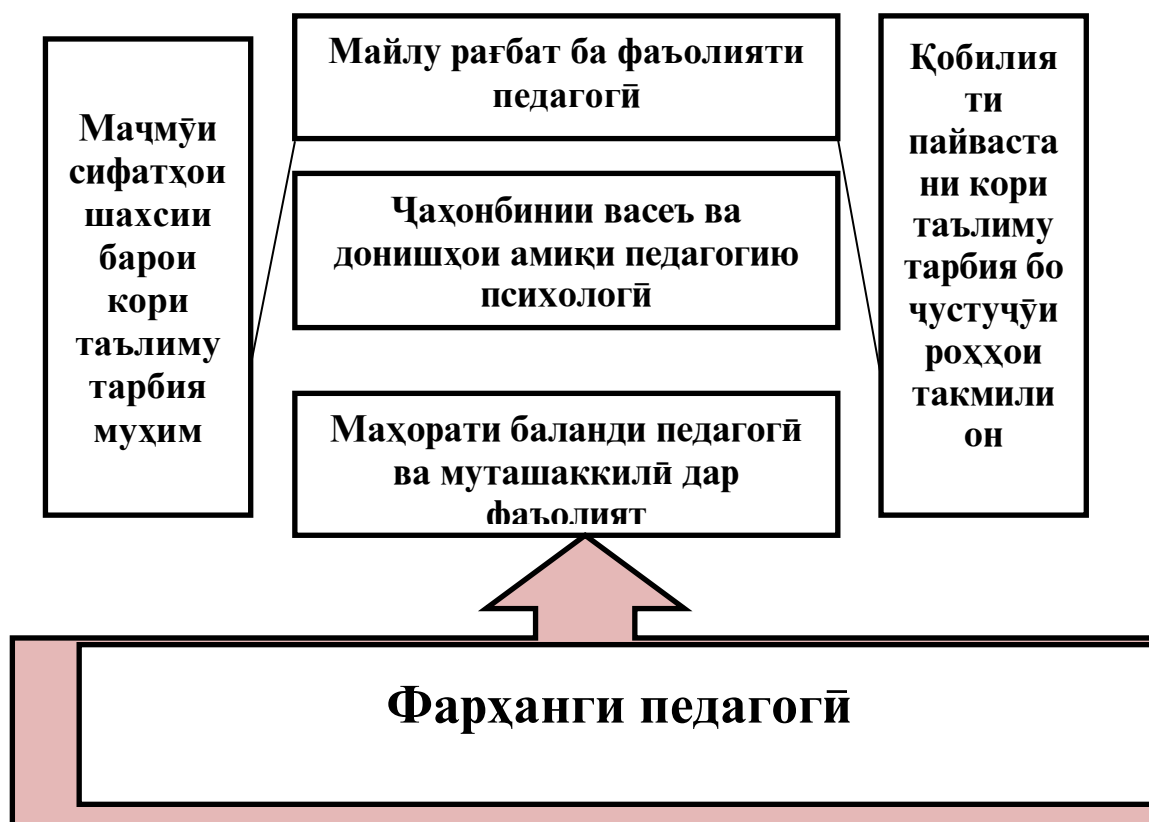 Маҷмӯи
сифатҳои
шахсии
барои
кори
таълиму
тарбия
муҳим
Майлу рағбат ба фаъолияти
педагогӣ
Ҷаҳонбинии васеъ ва
донишҳои амиқи педагогию
психологӣ
Маҳорати баланди педагогӣ
ва муташаккилӣ дар
фаъолият
Қобилия
ти
пайваста
ни кори
таълиму
тарбия бо
ҷустуҷӯи
роҳҳои
такмили
он
Фарҳанги педагогӣ